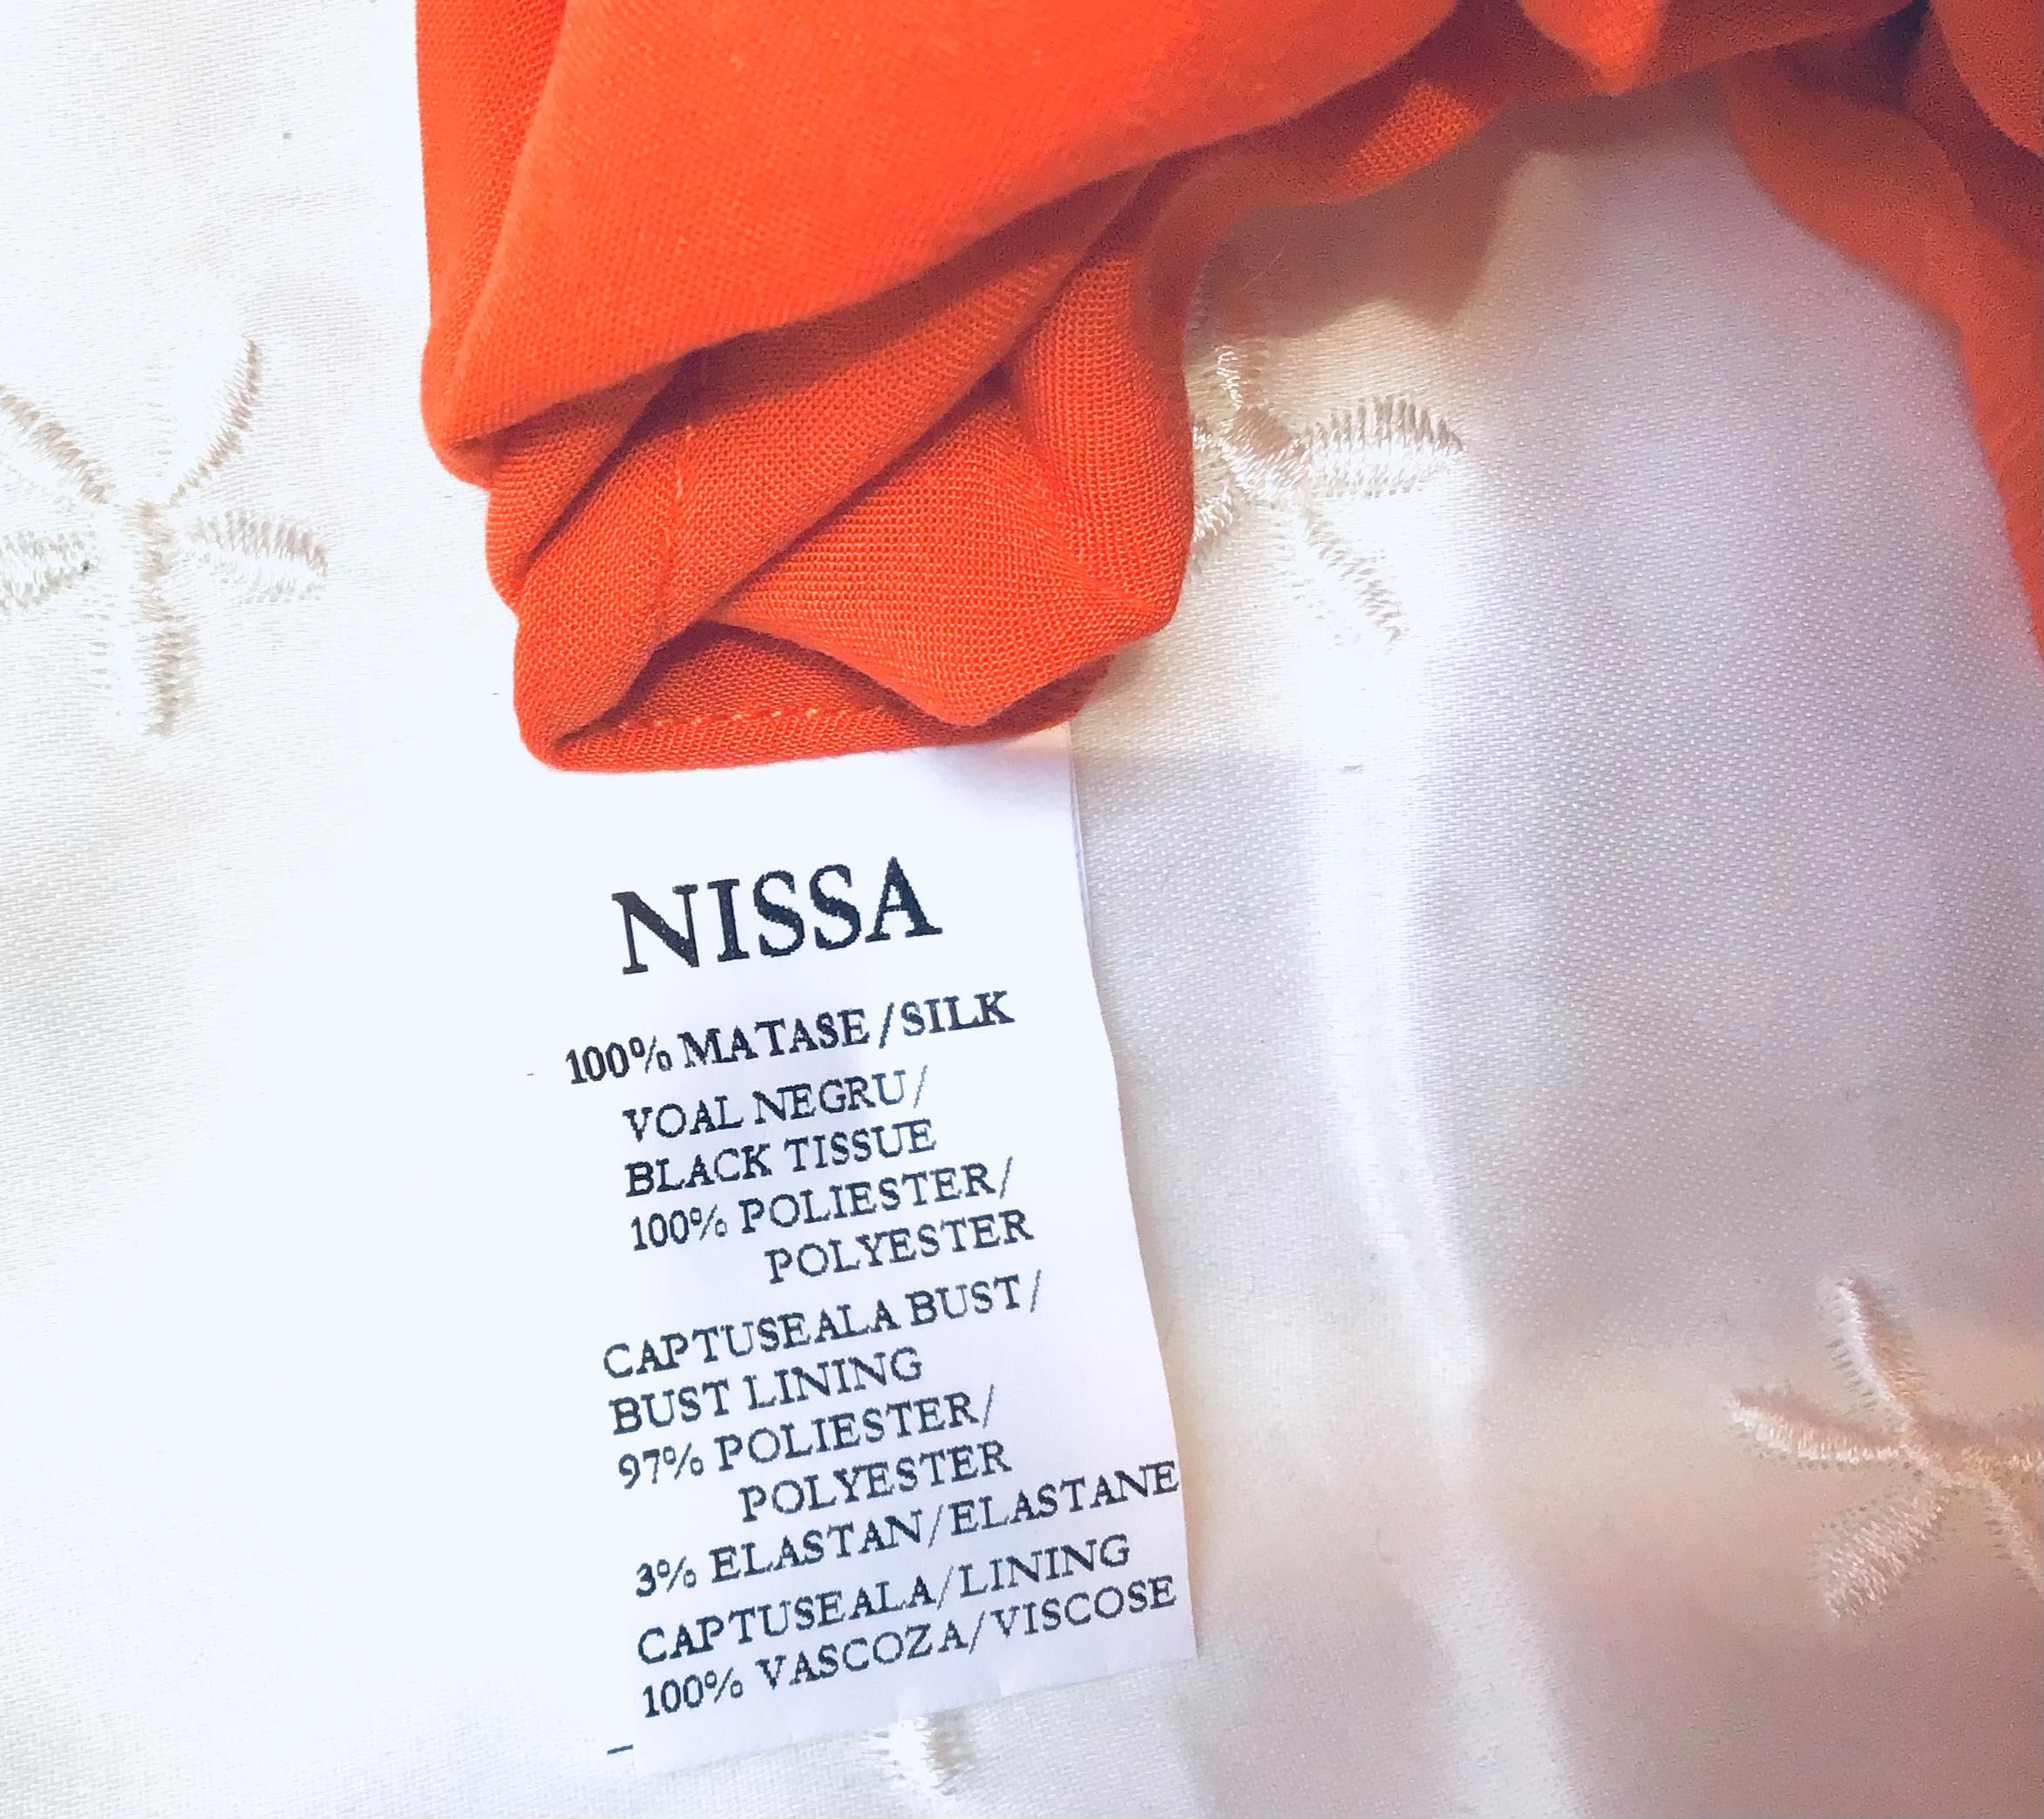 NISSA
100% MATASE/SILK
VOAL NEGRU/
BLACK TISSUE
100% POLIESTER/
POLYESTER
CAPTUSEALA BUST/
BUST LINING
97% POLIESTER/
POLYESTER
3% ELASTAN/ELASTANE
CAPTUSEALA/LINING
100% VASCOZA/VISCOSE